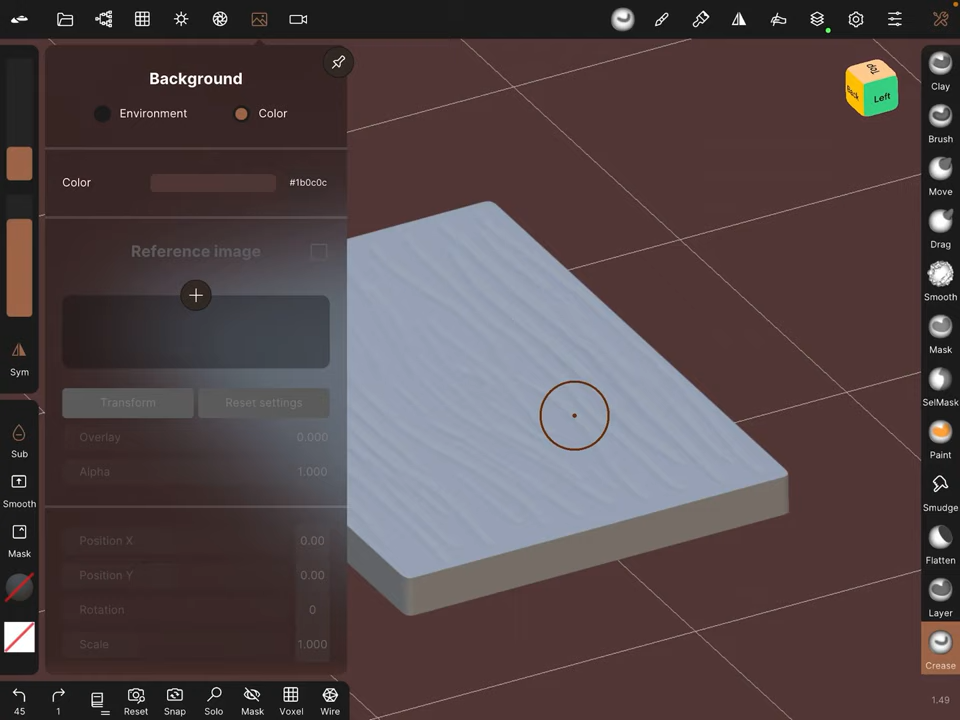 Background
Environment
Color
Color
#1b0c0c
Reference image
Transform
Reset settings
Overlay
0.000
Alpha
1.000
Position X
0.00
Position Y
0.00
Rotation
0
Scale
1.000
Sym
Sub
Smooth
Mask
45
1
Reset
Snap
Solo
Mask
Voxel
Wire
Top
Back
Left
Clay
Brush
Move
Drag
Smooth
Mask
SelMask
Paint
Smudge
Flatten
Layer
Crease
1.49